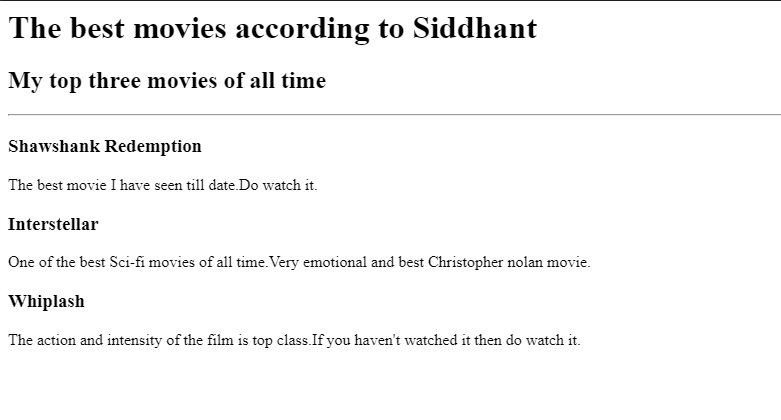 The best movies according to Siddhant
My top three movies of all time
Shawshank Redemption
The best movie I have seen till date.Do watch it.
Interstellar
One of the best Sci-fi movies of all time.Very emotional and best Christopher nolan movie.
Whiplash
The action and intensity of the film is top class.If you haven't watched it then do watch it.